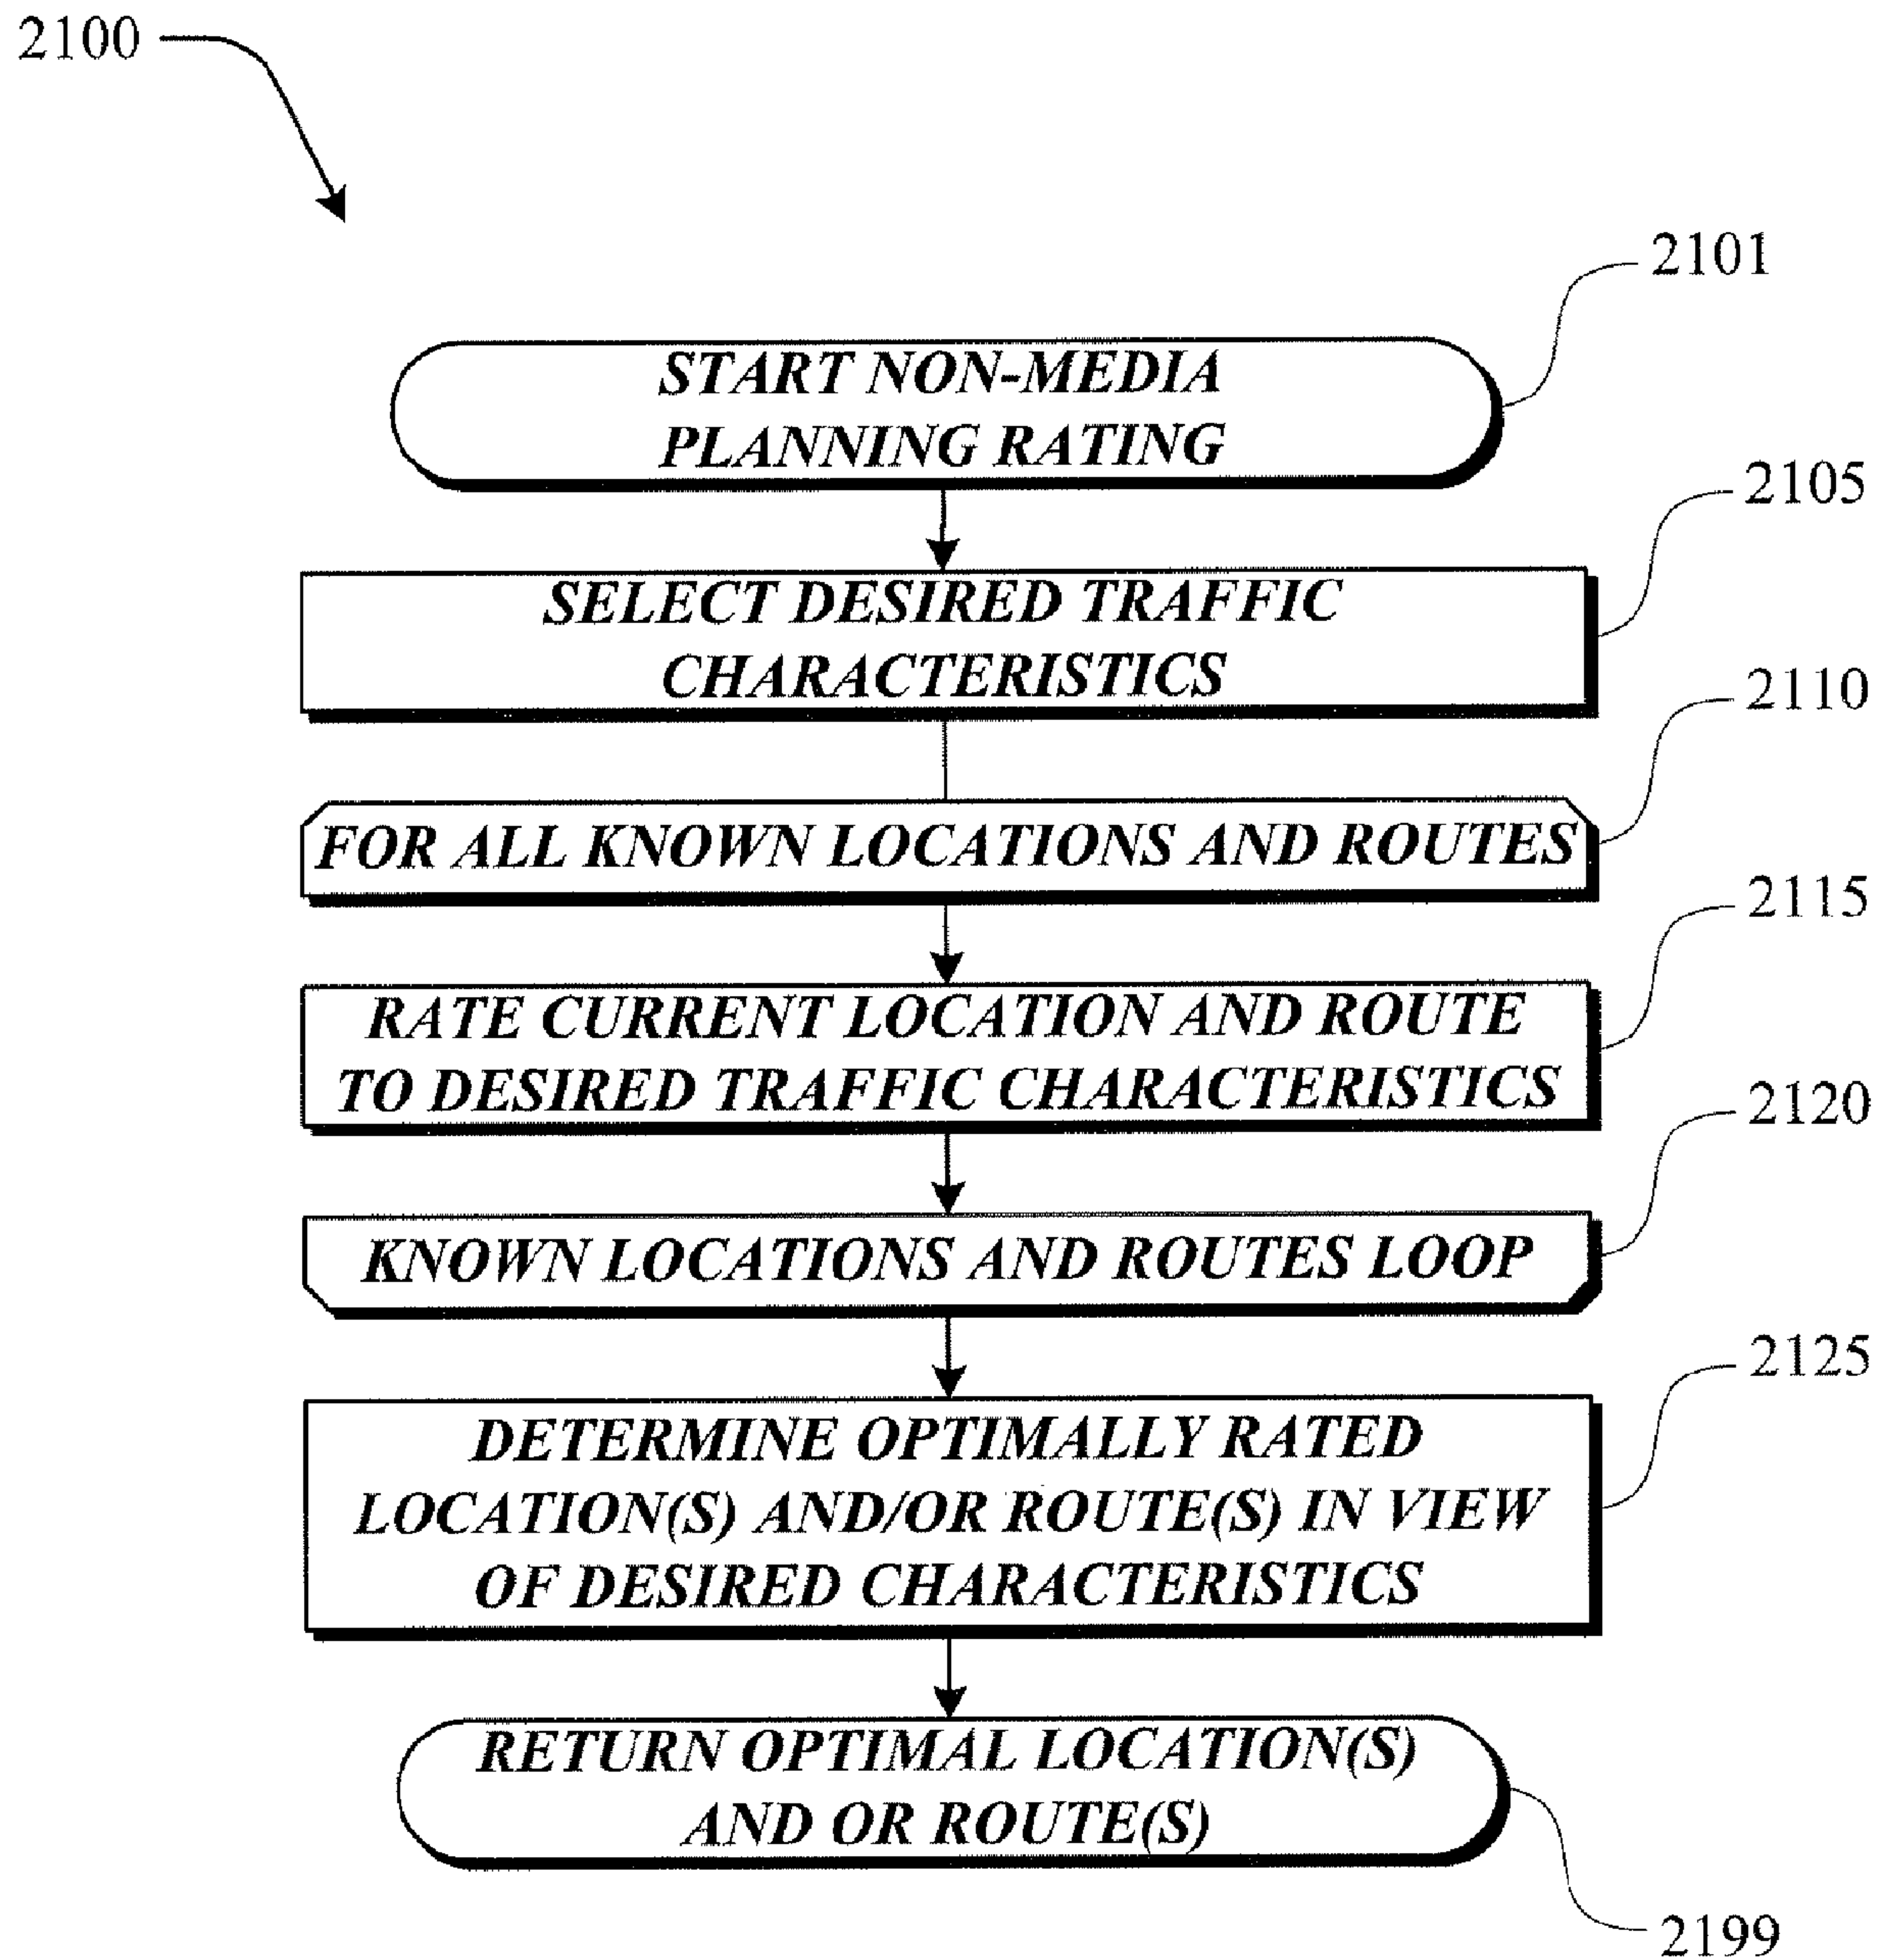 2100
2101
START NON-MEDIA
PLANNING RATING
2105
SELECT DESIRED TRAFFIC
CHARACTERISTICS
2110
FOR ALL KNOWN LOCATIONS AND ROUTES
2115
RATE CURRENT LOCATION AND ROUTE
TO DESIRED TRAFFIC CHARACTERISTICS
2120
KNOWN LOCATIONS AND ROUTES LOOP
2125
DETERMINE OPTIMALLY RATED
LOCATION(S) AND/OR ROUTE(S) IN VIEW
OF DESIRED CHARACTERISTICS
RETURN OPTIMAL LOCATION(S)
AND OR ROUTE(S)
2199